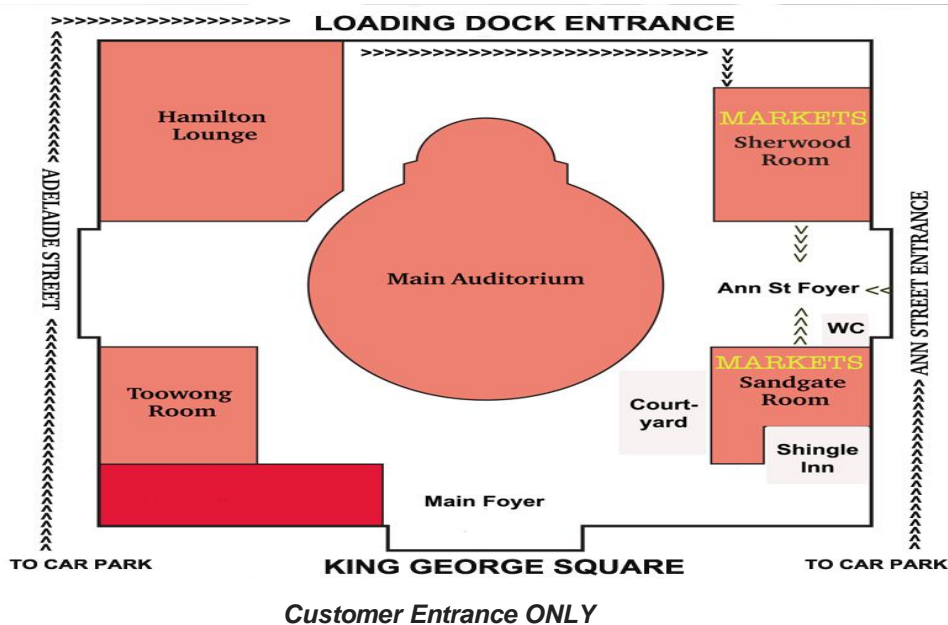 >>>>>>>>>>>>>>>>>>>>>> LOADING DOCK ENTRANCE
>>>>>>>>>>>>>>>>>>>>>>>>>>>>>
Hamilton
Lounge
MARKETS
Sherwood
Room
ADELAIDE STREET
ANN STREET ENTRANCE
Main Auditorium
Ann St Foyer <<
WC
Toowong
Room
MARKETS
Sandgate
Room
Court-
yard
Shingle
Inn
Main Foyer
TO CAR PARK
KING GEORGE SQUARE
TO CAR PARK
Customer Entrance ONLY